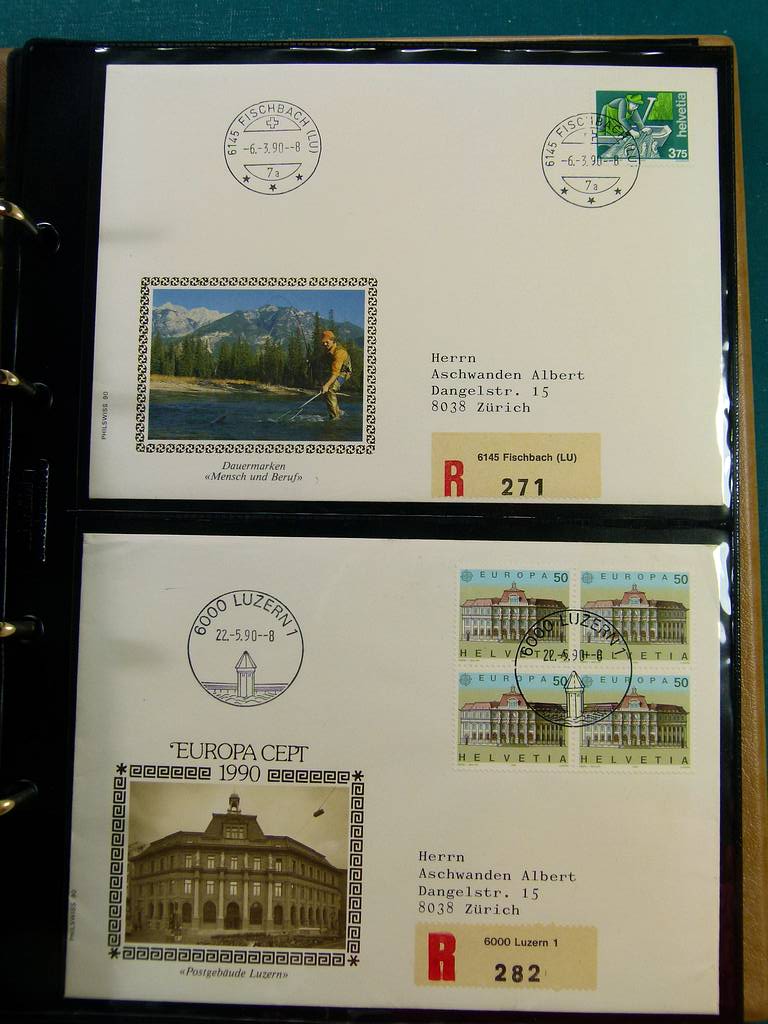 6145 FISCHBACH (LU)
-6.-3.90--8
7a
6145 FISCHBACH (LU)
-6.-3.90--8
7a
helvetia
375
Herrn
Aschwanden Albert
Dangelstr. 15
8038 Zürich
PHILSWISS 80
Dauermarken
«Mensch und Beruf»
R
6145 Fischbach (LU)
271
6000 LUZERN 1
22.-5.90--8
EUROPA 50
HELVETIA
EUROPA 50
HELVETIA
EUROPA 50
HELVETIA
EUROPA 50
HELVETIA
6000 LUZERN 1
22.-5.90--8
EUROPA CEPT
1990
PHILSWISS 80
«Postgebäude Luzern»
Herrn
Aschwanden Albert
Dangelstr. 15
8038 Zürich
R
6000 Luzern 1
282